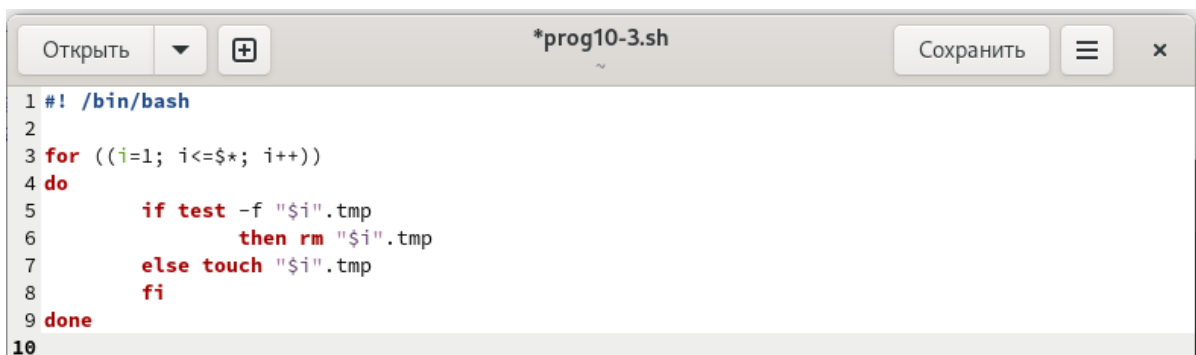 Открыть *prog10-3.sh Сохранить
~
1 #! /bin/bash
2
3 for ((i=1; i<=$*; i++))
4 do
5 if test -f "$i".tmp
6 then rm "$i".tmp
7 else touch "$i".tmp
8 fi
9 done
10